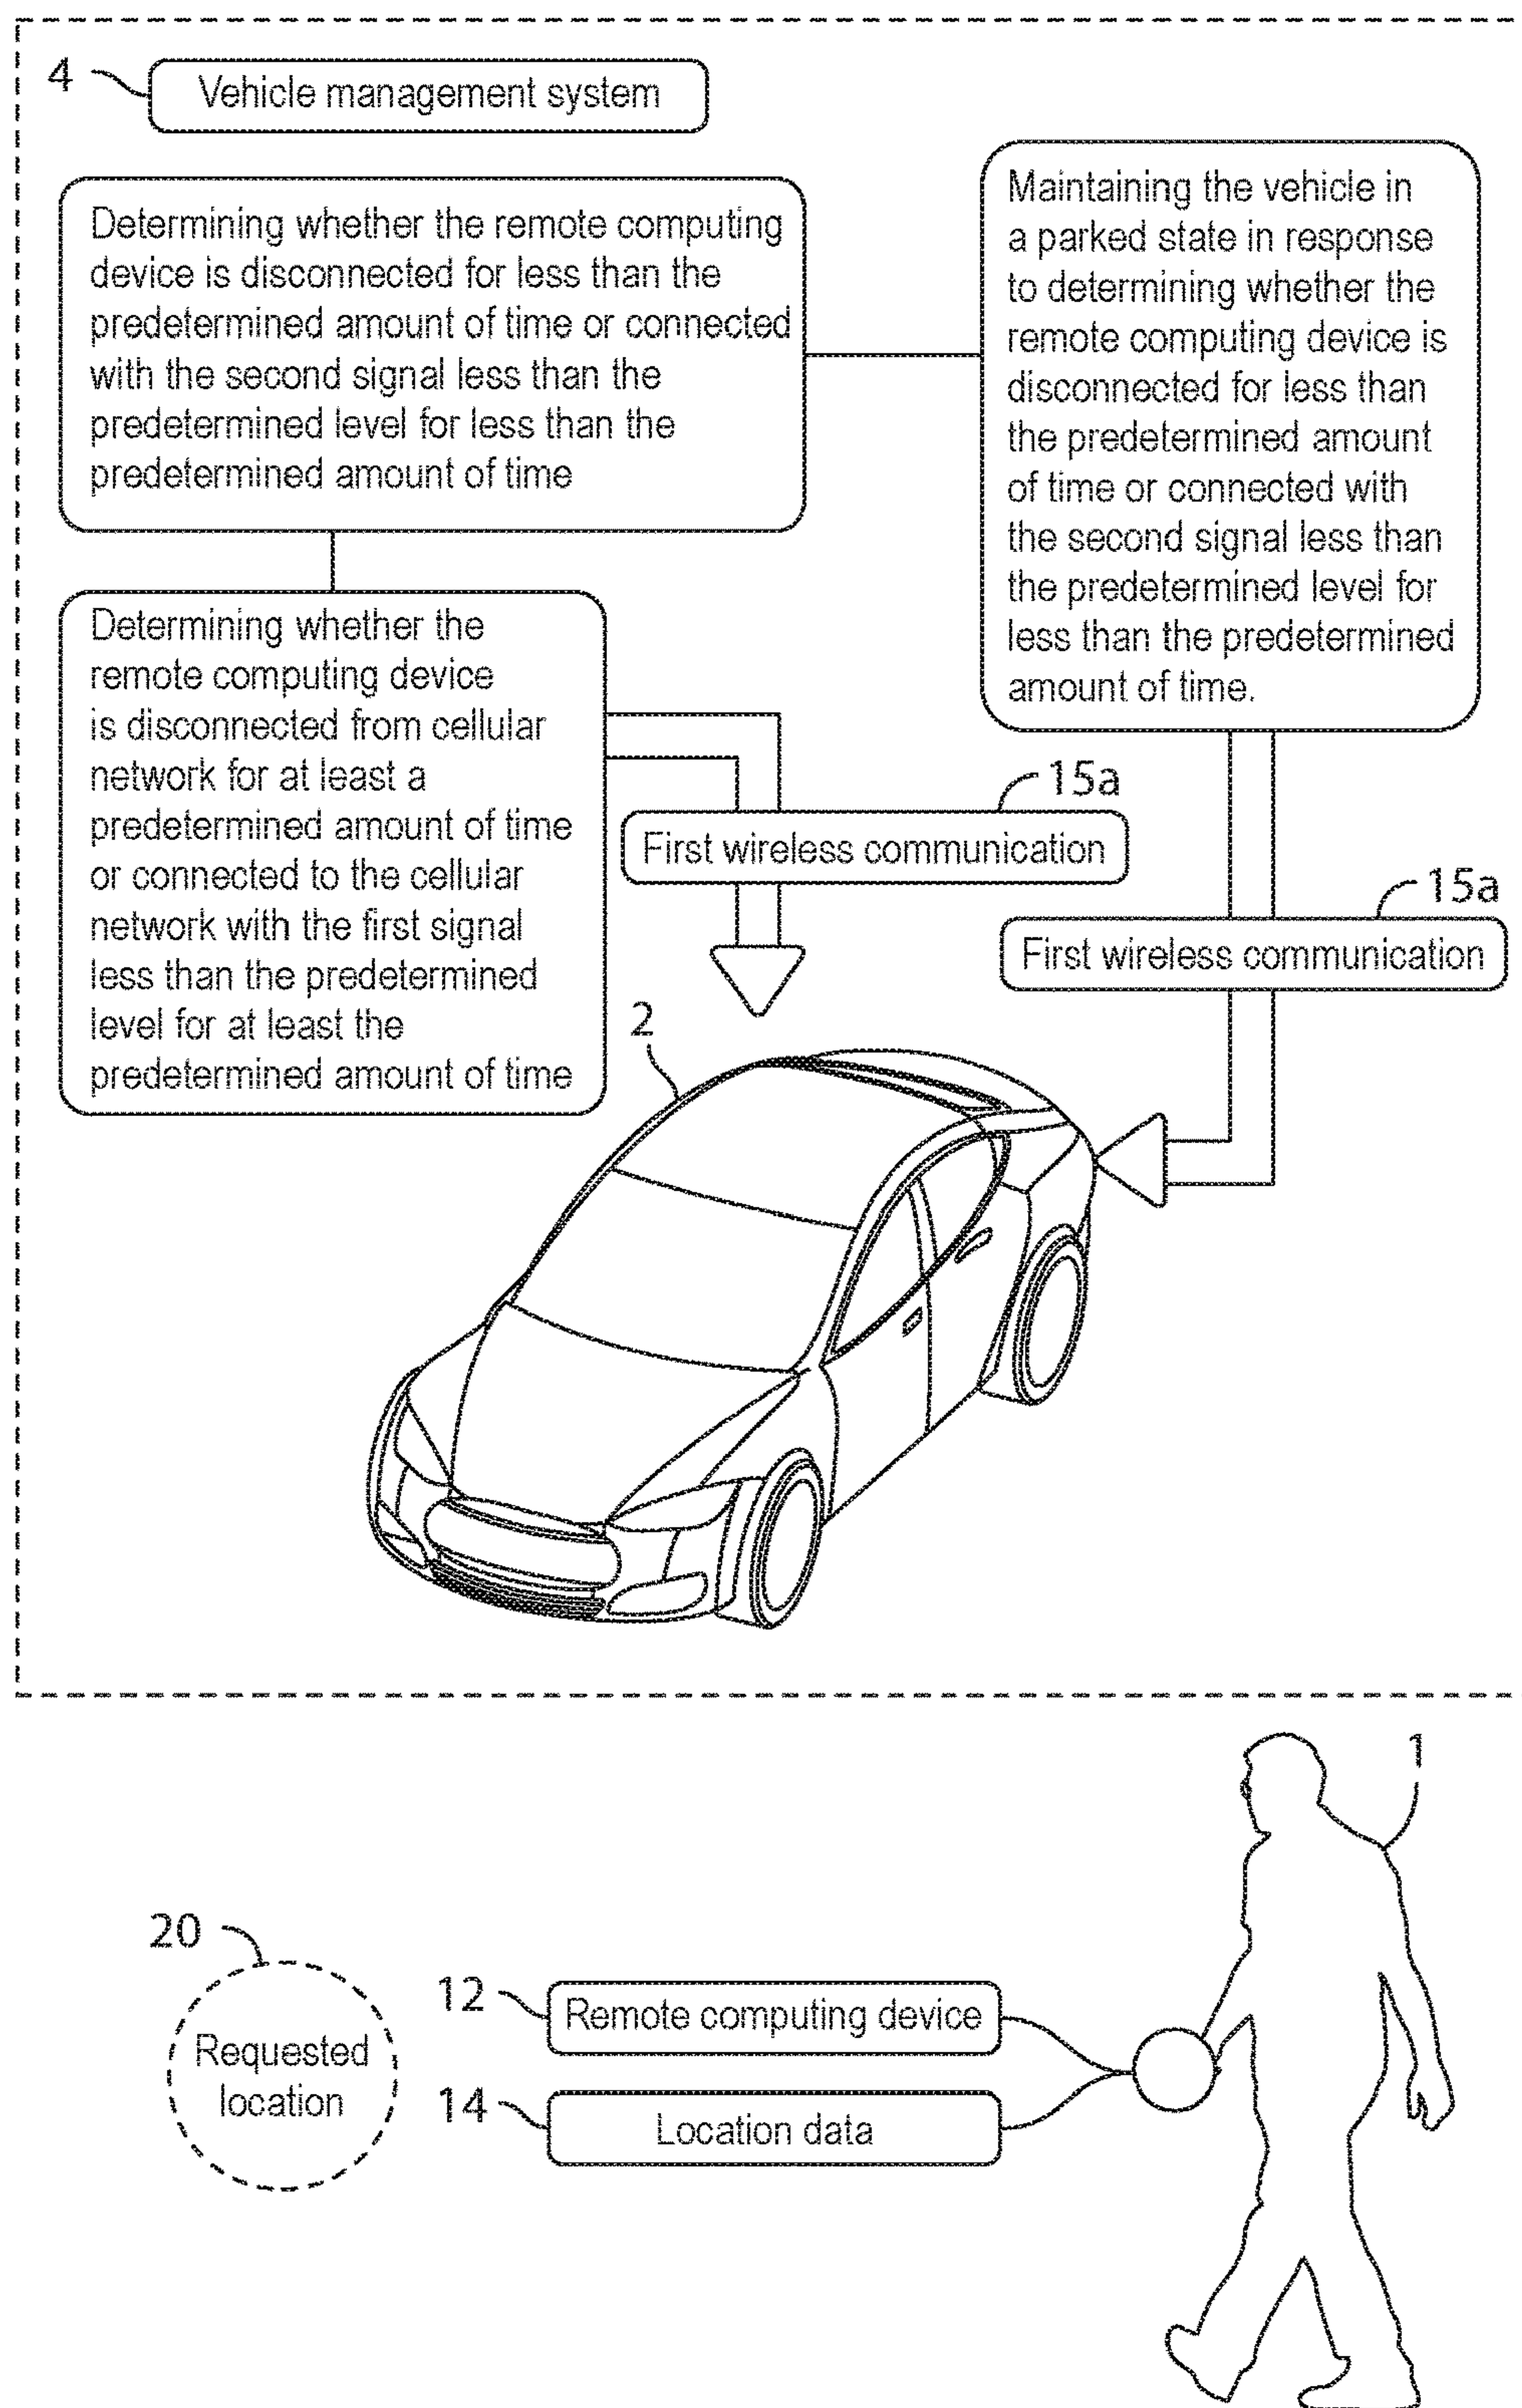 4
Vehicle management system
Determining whether the remote computing
device is disconnected for less than the
predetermined amount of time or connected
with the second signal less than the
predetermined level for less than the
predetermined amount of time
Maintaining the vehicle in
a parked state in response
to determining whether the
remote computing device is
disconnected for less than
the predetermined amount
of time or connected with
the second signal less than
the predetermined level for
less than the predetermined
amount of time.
Determining whether the
remote computing device
is disconnected from cellular
network for at least a
predetermined amount of time
or connected to the cellular
network with the first signal
less than the predetermined
level for at least the
predetermined amount of time
15a
First wireless communication
15a
First wireless communication
2
1
20
Requested
location
12
Remote computing device
14
Location data